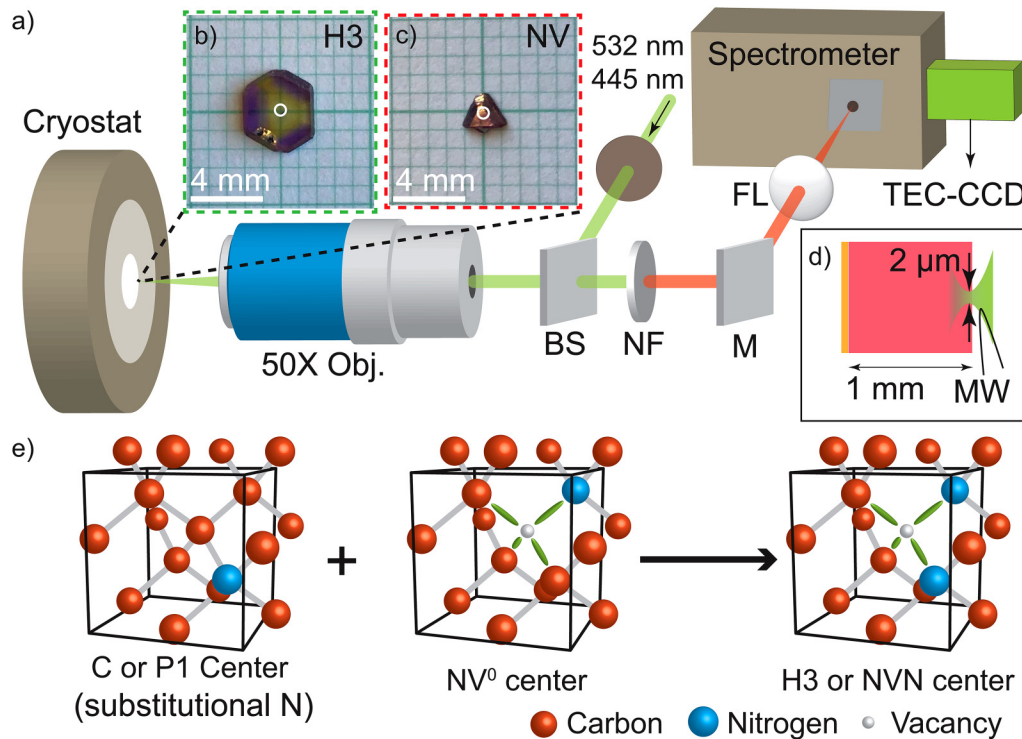 a)
b)
H3
c)
NV
532 nm
445 nm
Spectrometer
Cryostat
4 mm
4 mm
FL
TEC-CCD
d)
2 µm
BS
NF
M
50X Obj.
1 mm
MW
e)
+
C or P1 Center
(substitutional N)
NV⁰ center
H3 or NVN center
Carbon
Nitrogen
Vacancy